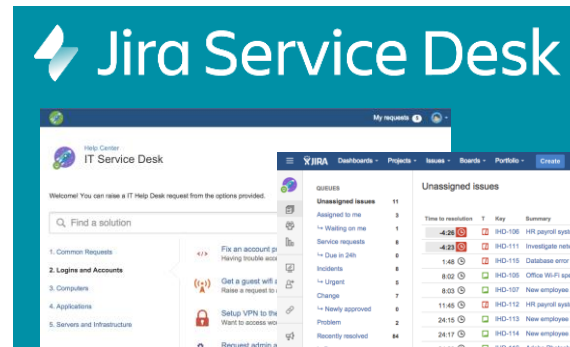 Jira Service Desk
My requests 5
Help Center
IT Service Desk
Welcome! You can raise a IT Help Desk request from the options provided.
Find a solution
1. Common Requests
2. Logins and Accounts
3. Computers
4. Applications
5. Servers and Infrastructure
Fix an account p
Having trouble acc
Get a guest wifi a
Raise a request to
Setup VPN to the
Want to access wor
Request admin a
JIRA Dashboards Projects Issues Boards Portfolio Create
QUEUES
Unassigned issues 11
Assigned to me 3
Waiting on me 1
Service requests 8
Due in 24h 0
Incidents 8
Urgent 5
Change 7
Newly approved 0
Problem 2
Recently resolved 84
Unassigned issues
Time to resolution T Key Summary
-4:26 IHD-106 HR payroll syst
-4:23 IHD-111 Investigate netw
1:48 IHD-115 Database error
8:02 IHD-105 Office Wi-Fi spe
8:03 IHD-107 New employee
11:45 IHD-112 HR payroll syst
24:15 IHD-113 New employee
24:17 IHD-114 New employee